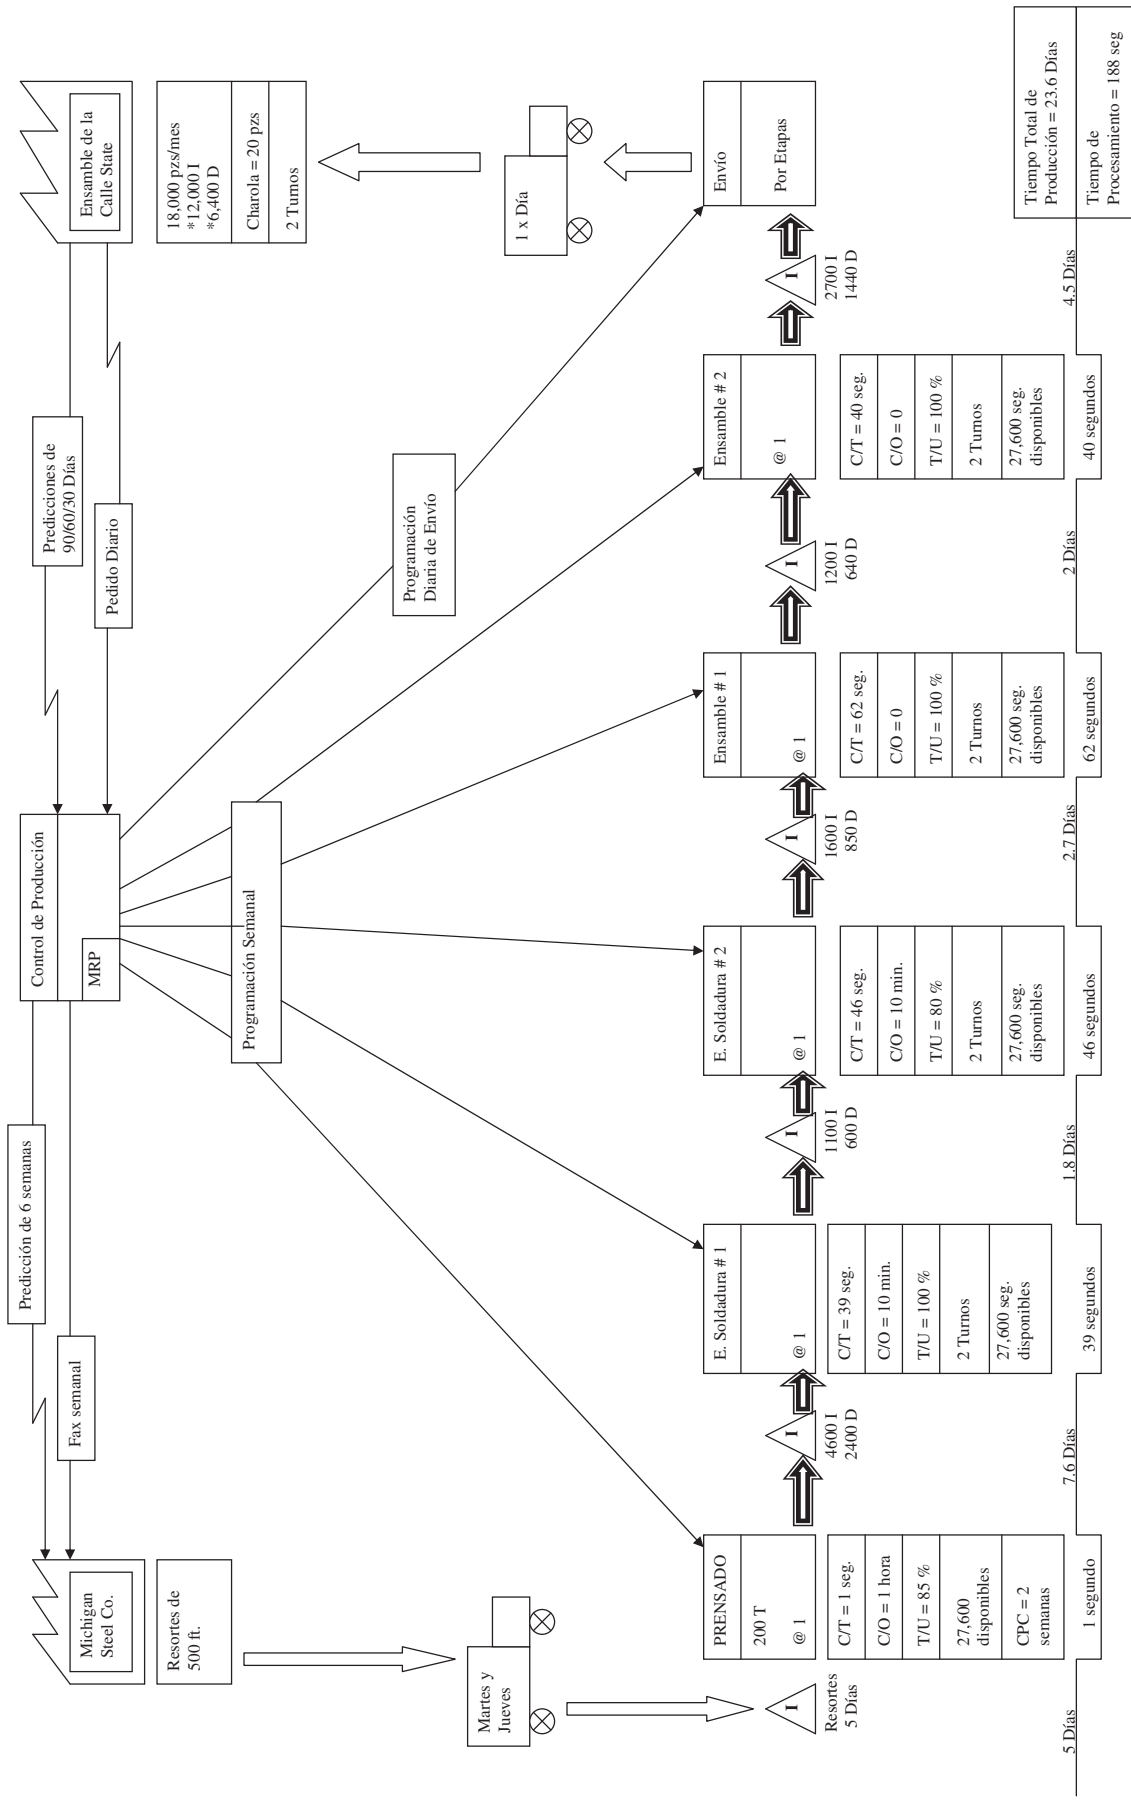 Michigan
Steel Co.
Resortes de
500 ft.
Martes y
Jueves
Predicción de 6 semanas
Fax semanal
Control de Producción
MRP
Predicciones de
90/60/30 Días
Pedido Diario
Ensamble de la
Calle State
18,000 pzs/mes
*12,000 I
*6,400 D
Charola = 20 pzs
2 Turnos
1 x Día
Programación Semanal
Programación
Diaria de Envío
I
Resortes
5 Días
PRENSADO
200 T
@ 1
C/T = 1 seg.
C/O = 1 hora
T/U = 85 %
27,600
disponibles
CPC = 2
semanas
I
4600 I
2400 D
E. Soldadura # 1
@ 1
C/T = 39 seg.
C/O = 10 min.
T/U = 100 %
2 Turnos
27,600 seg.
disponibles
I
1100 I
600 D
E. Soldadura # 2
@ 1
C/T = 46 seg.
C/O = 10 min.
T/U = 80 %
2 Turnos
27,600 seg.
disponibles
I
1600 I
850 D
Ensamble # 1
@ 1
C/T = 62 seg.
C/O = 0
T/U = 100 %
2 Turnos
27,600 seg.
disponibles
I
1200 I
640 D
Ensamble # 2
@ 1
C/T = 40 seg.
C/O = 0
T/U = 100 %
2 Turnos
27,600 seg.
disponibles
I
2700 I
1440 D
Envío
Por Etapas
5 Días
1 segundo
7.6 Días
39 segundos
1.8 Días
46 segundos
2.7 Días
62 segundos
2 Días
40 segundos
4.5 Días
Tiempo Total de
Producción = 23.6 Días
Tiempo de
Procesamiento = 188 seg